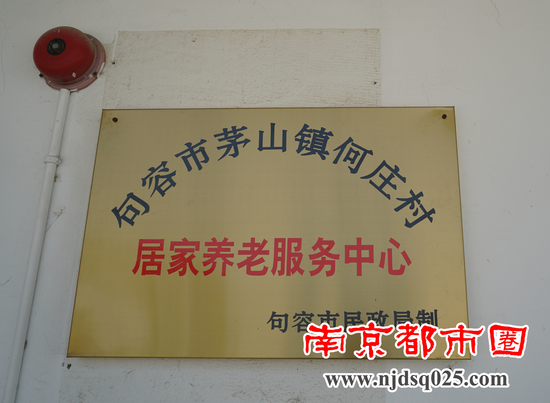 句容市茅山镇何庄村
居家养老服务中心
句容市民政局制
南京都市圈
www.njdsq025.com